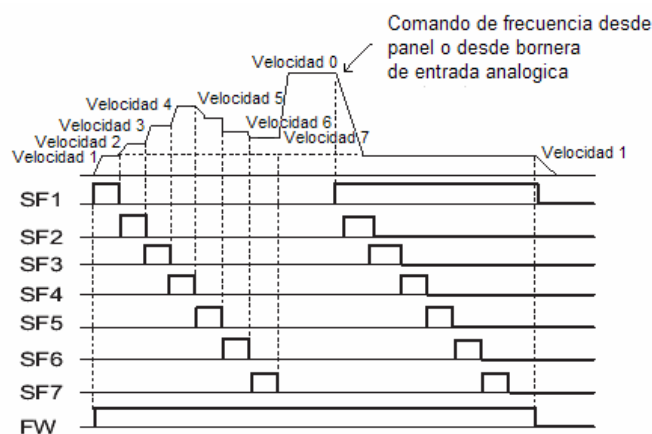 Comando de frecuencia desde
panel o desde bornera
de entrada analogica
Velocidad 0
Velocidad 4
Velocidad 5
Velocidad 3
Velocidad 6
Velocidad 2
Velocidad 7
Velocidad 1
Velocidad 1
SF1
SF2
SF3
SF4
SF5
SF6
SF7
FW